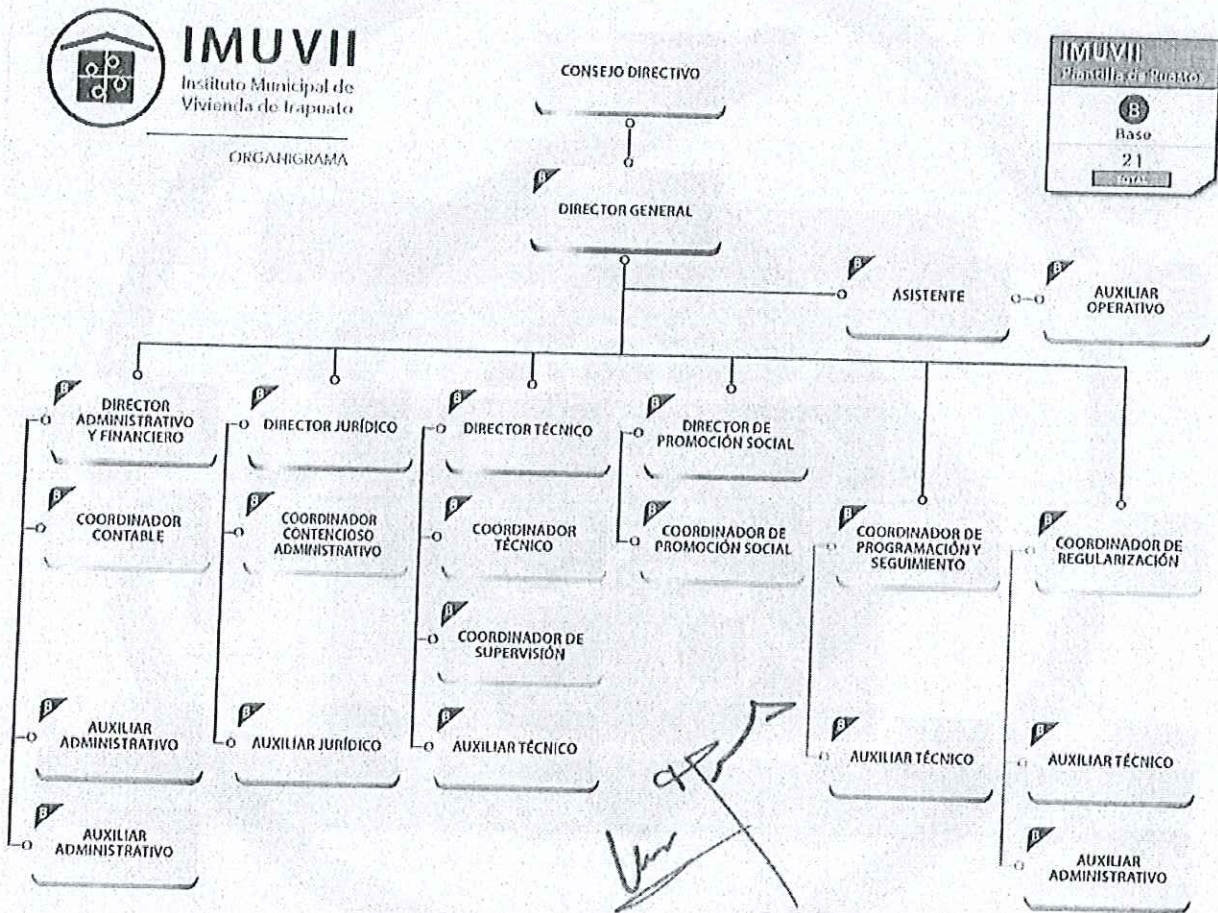 IMUVII
Instituto Municipal de
Vivienda de Irapuato
ORGANIGRAMA
IMUVII
Plantilla de Puestos
B
Base
21
Total
CONSEJO DIRECTIVO
B
DIRECTOR GENERAL
B
ASISTENTE
B
AUXILIAR
OPERATIVO
B
DIRECTOR
ADMINISTRATIVO
Y FINANCIERO
B
DIRECTOR JURÍDICO
B
DIRECTOR TÉCNICO
B
DIRECTOR DE
PROMOCIÓN SOCIAL
B
COORDINADOR
CONTABLE
B
COORDINADOR
CONTENCIOSO
ADMINISTRATIVO
B
COORDINADOR
TÉCNICO
B
COORDINADOR DE
PROMOCIÓN SOCIAL
B
COORDINADOR DE
PROGRAMACIÓN Y
SEGUIMIENTO
B
COORDINADOR DE
REGULARIZACIÓN
B
COORDINADOR DE
SUPERVISIÓN
B
AUXILIAR
ADMINISTRATIVO
B
AUXILIAR JURÍDICO
B
AUXILIAR TÉCNICO
B
AUXILIAR TÉCNICO
B
AUXILIAR TÉCNICO
B
AUXILIAR
ADMINISTRATIVO
B
AUXILIAR
ADMINISTRATIVO